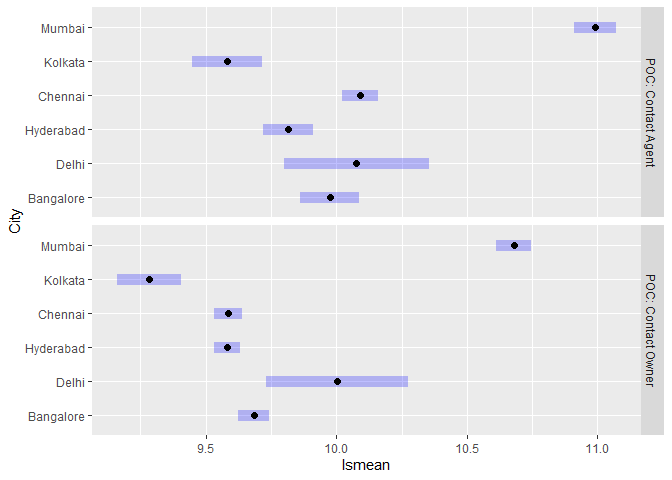 Mumbai
Kolkata
Chennai
Hyderabad
Delhi
Bangalore
POC: Contact Agent
Mumbai
Kolkata
Chennai
Hyderabad
Delhi
Bangalore
POC: Contact Owner
City
9.5 10.0 10.5 11.0
lsmean